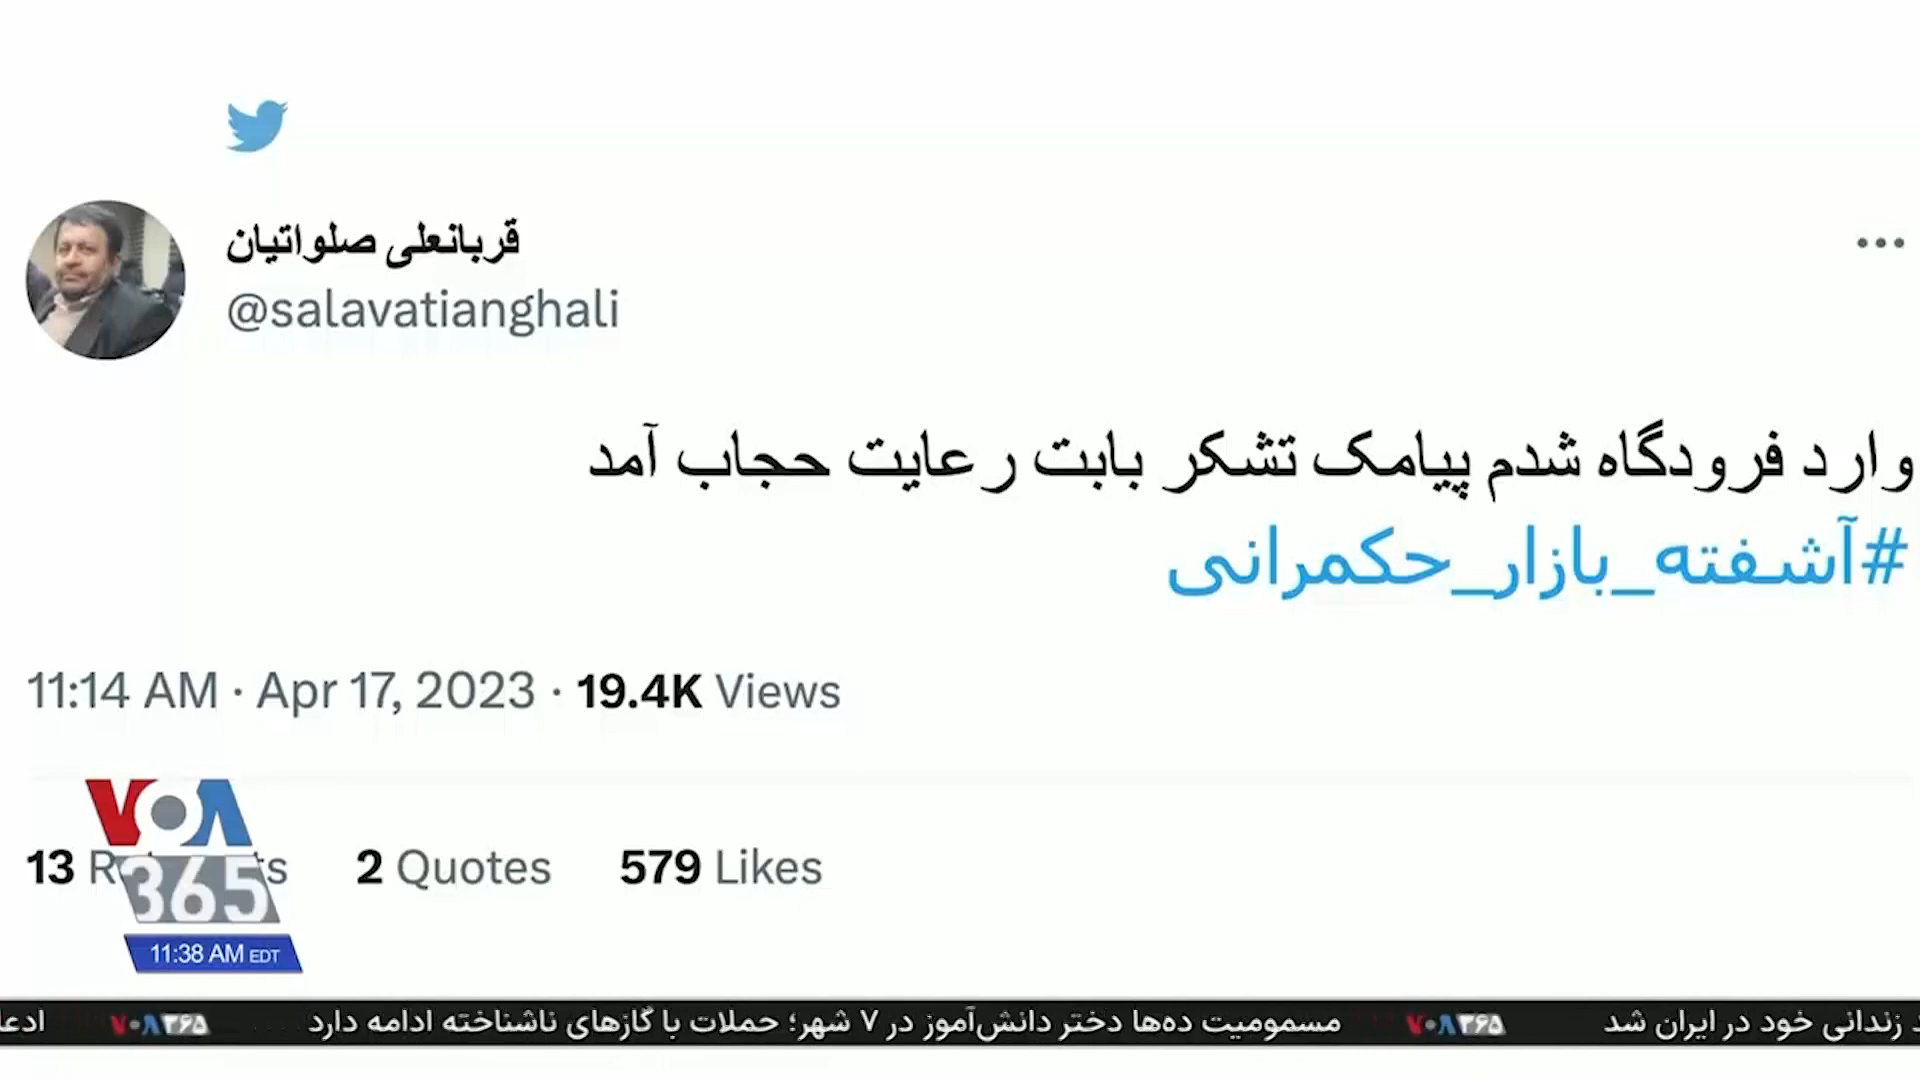 قربانعلی صلواتیان
@salavatianghali
وارد فرودگاه شدم پیامک تشکر بابت رعایت حجاب آمد
#آشفته_بازار_حکمرانی
11:14 AM · Apr 17, 2023 · 19.4K Views
13 2 Quotes 579 Likes
VOA
365
11:38 AM EDT
زندانی خود در ایران شد VOA۳۶۵ مسمومیت ده‌ها دختر دانش‌آموز در ۷ شهر؛ حملات با گازهای ناشناخته ادامه دارد VOA۳۶۵